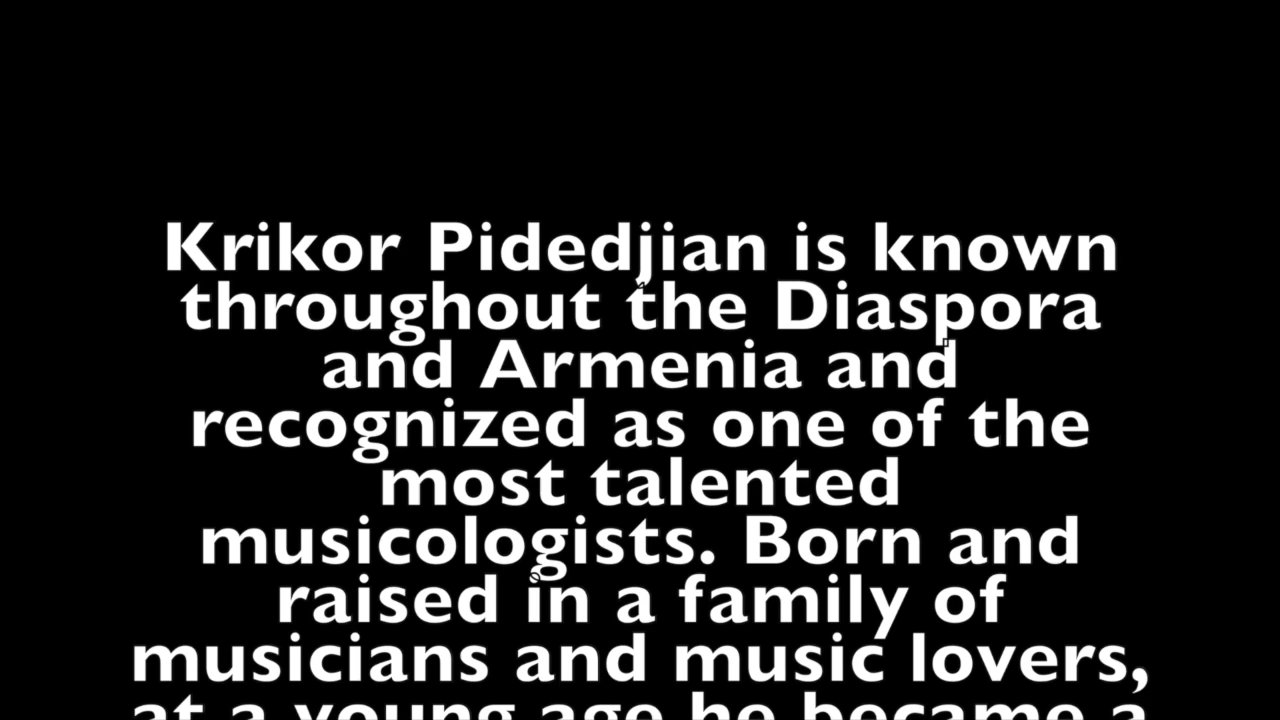 Krikor Pidedjian is known
throughout the Diaspora
and Armenia and
recognized as one of the
most talented
musicologists. Born and
raised in a family of
musicians and music lovers,
at a young age he became a